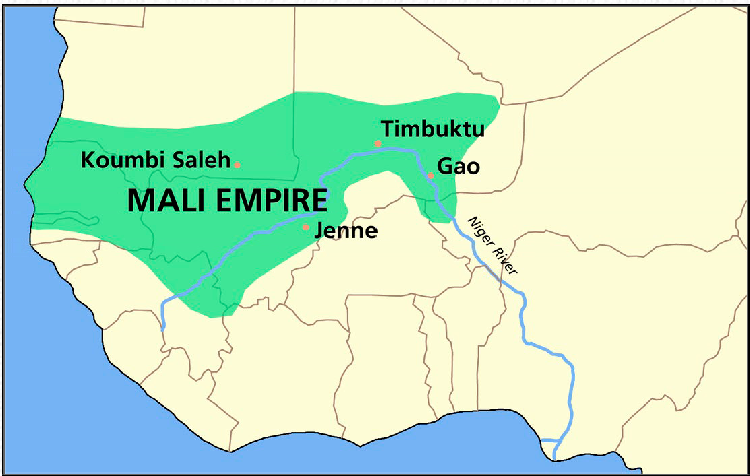 Timbuktu
Koumbi Saleh
Gao
MALI EMPIRE
Jenne
Niger River